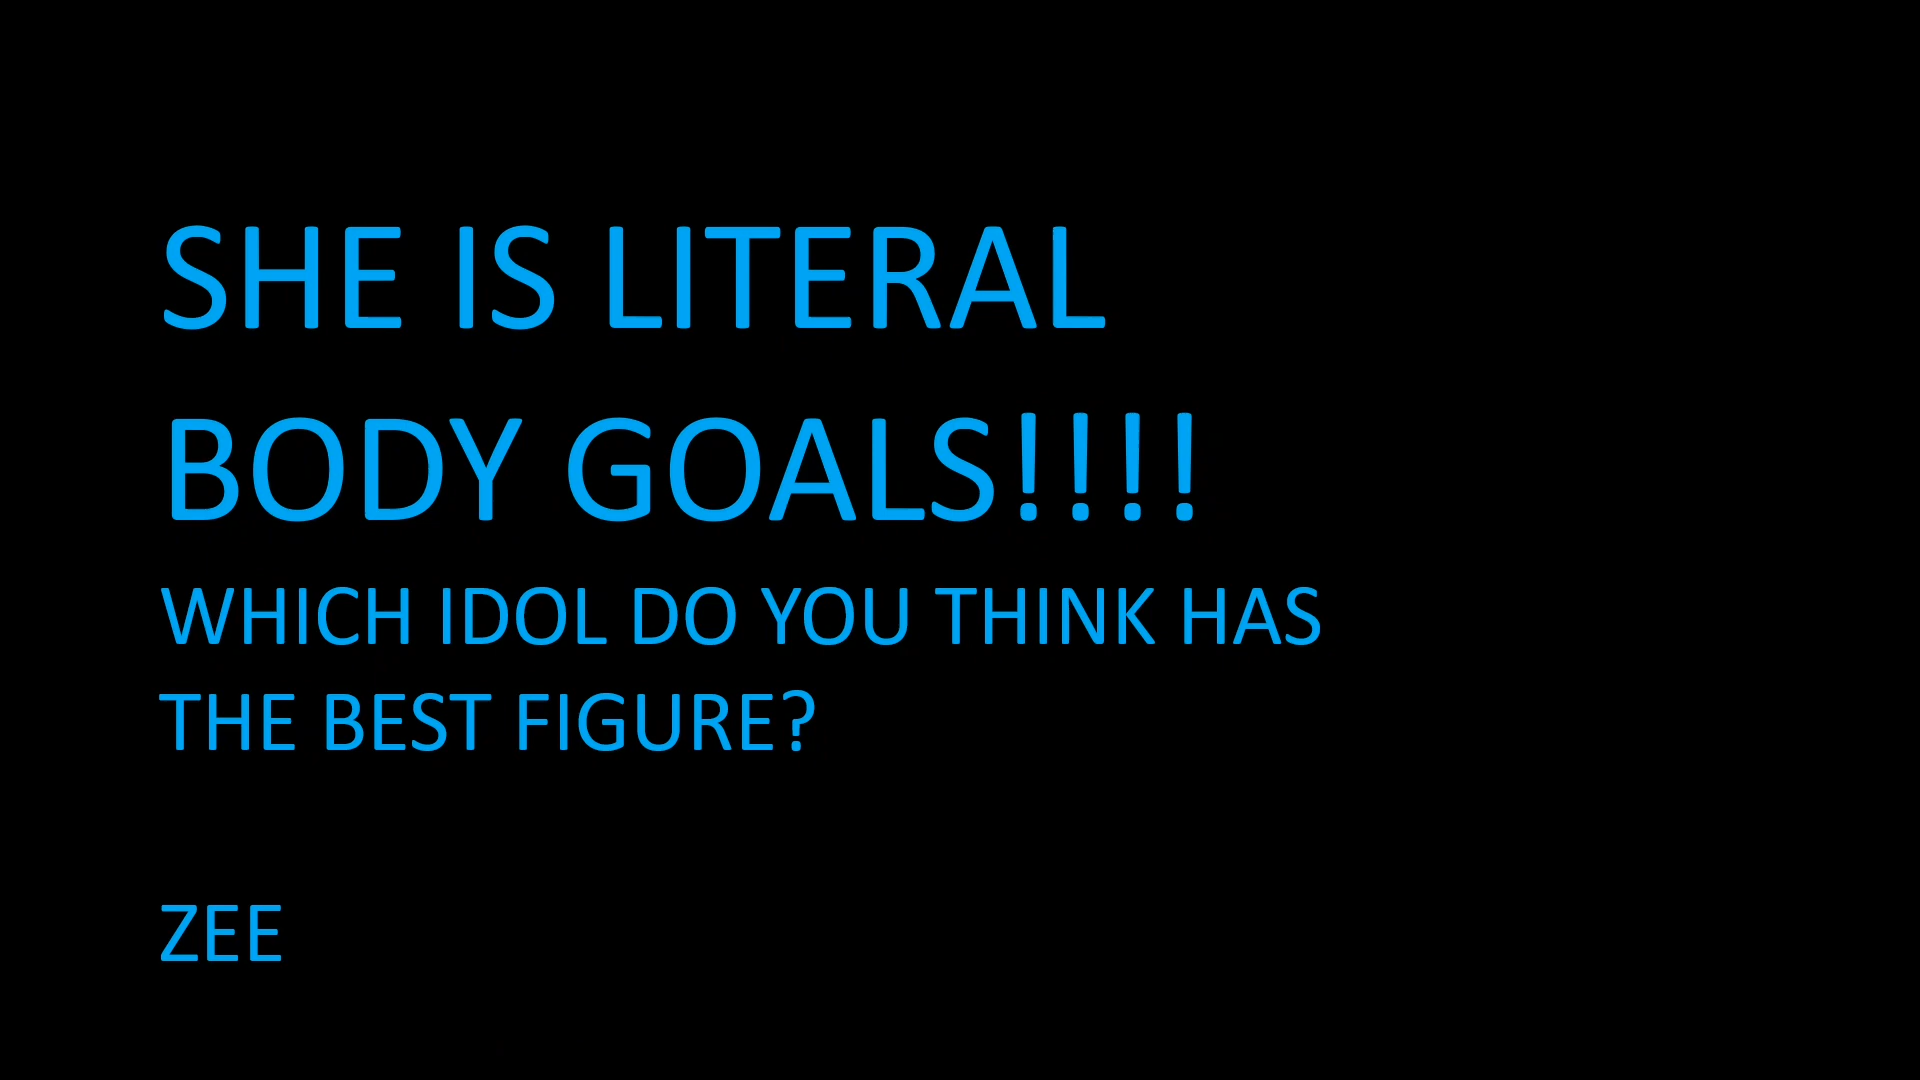 SHE IS LITERAL
BODY GOALS!!!!
WHICH IDOL DO YOU THINK HAS
THE BEST FIGURE?
ZEE